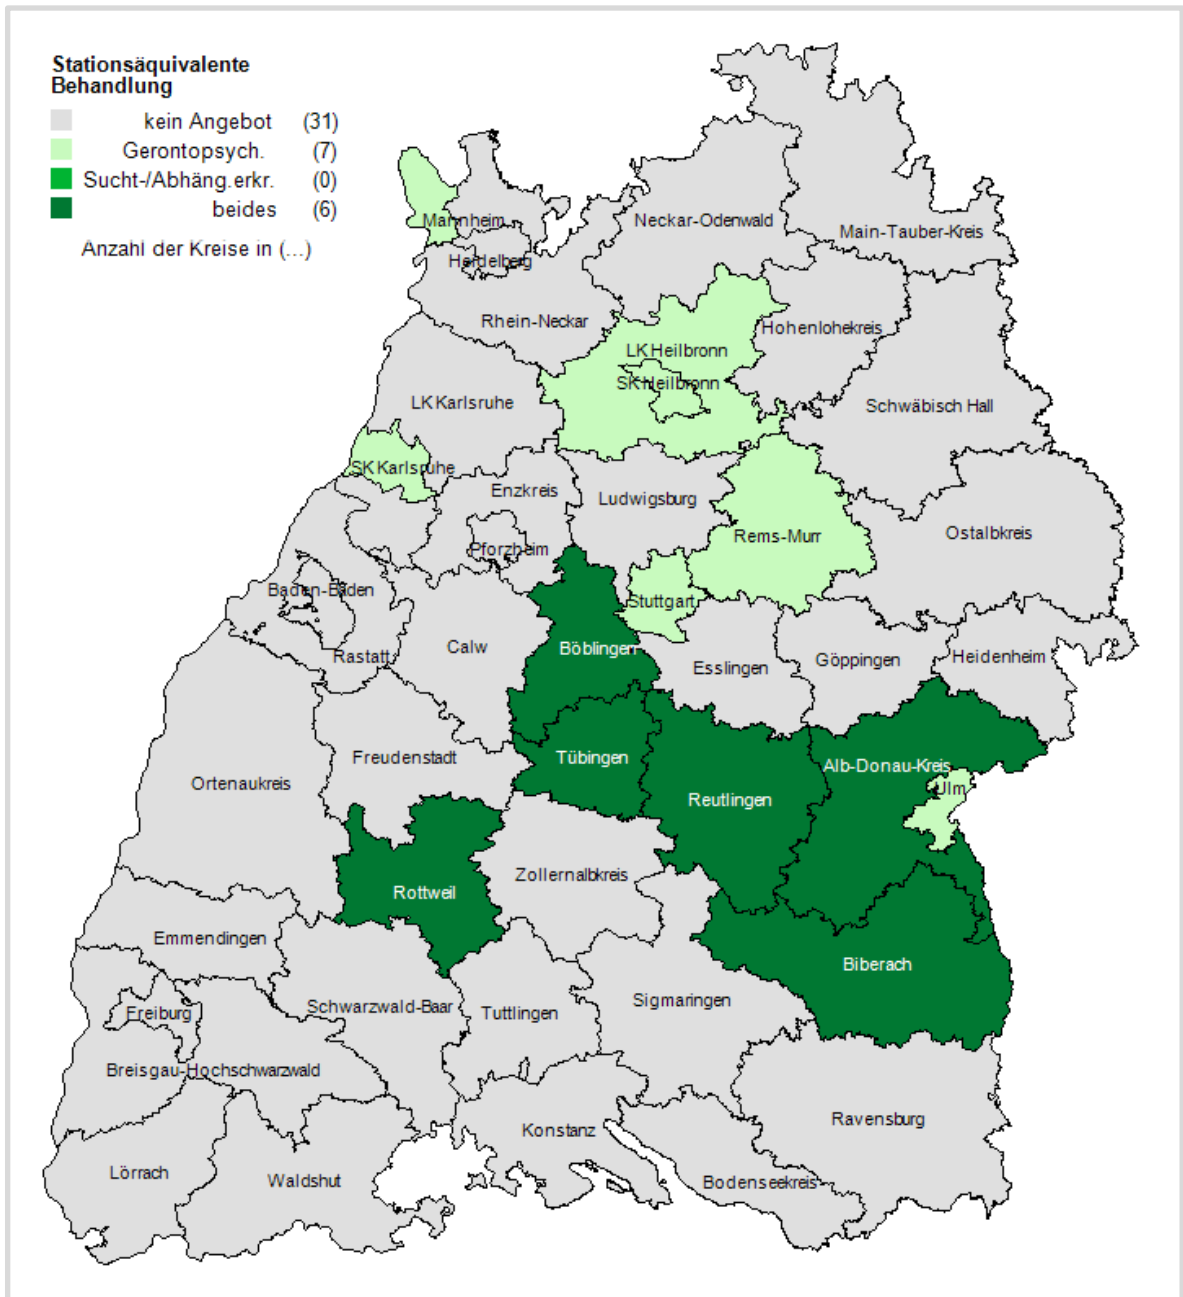 Stationsäquivalente
Behandlung
kein Angebot (31)
Gerontopsych. (7)
Sucht-/Abhäng.erkr. (0)
beides (6)
Anzahl der Kreise in (...)
Mannheim
Neckar-Odenwald
Main-Tauber-Kreis
Heidelberg
Rhein-Neckar
Hohenlohekreis
LK Heilbronn
SK Heilbronn
LK Karlsruhe
Schwäbisch Hall
SK Karlsruhe
Enzkreis
Ludwigsburg
Rems-Murr
Ostalbkreis
Pforzheim
Baden-Baden
Stuttgart
Rastatt
Calw
Böblingen
Esslingen
Göppingen
Heidenheim
Freudenstadt
Tübingen
Alb-Donau-Kreis
Ortenaukreis
Reutlingen
Ulm
Rottweil
Zollernalbkreis
Emmendingen
Biberach
Freiburg
Schwarzwald-Baar
Tuttlingen
Sigmaringen
Breisgau-Hochschwarzwald
Ravensburg
Konstanz
Lörrach
Waldshut
Bodenseekreis